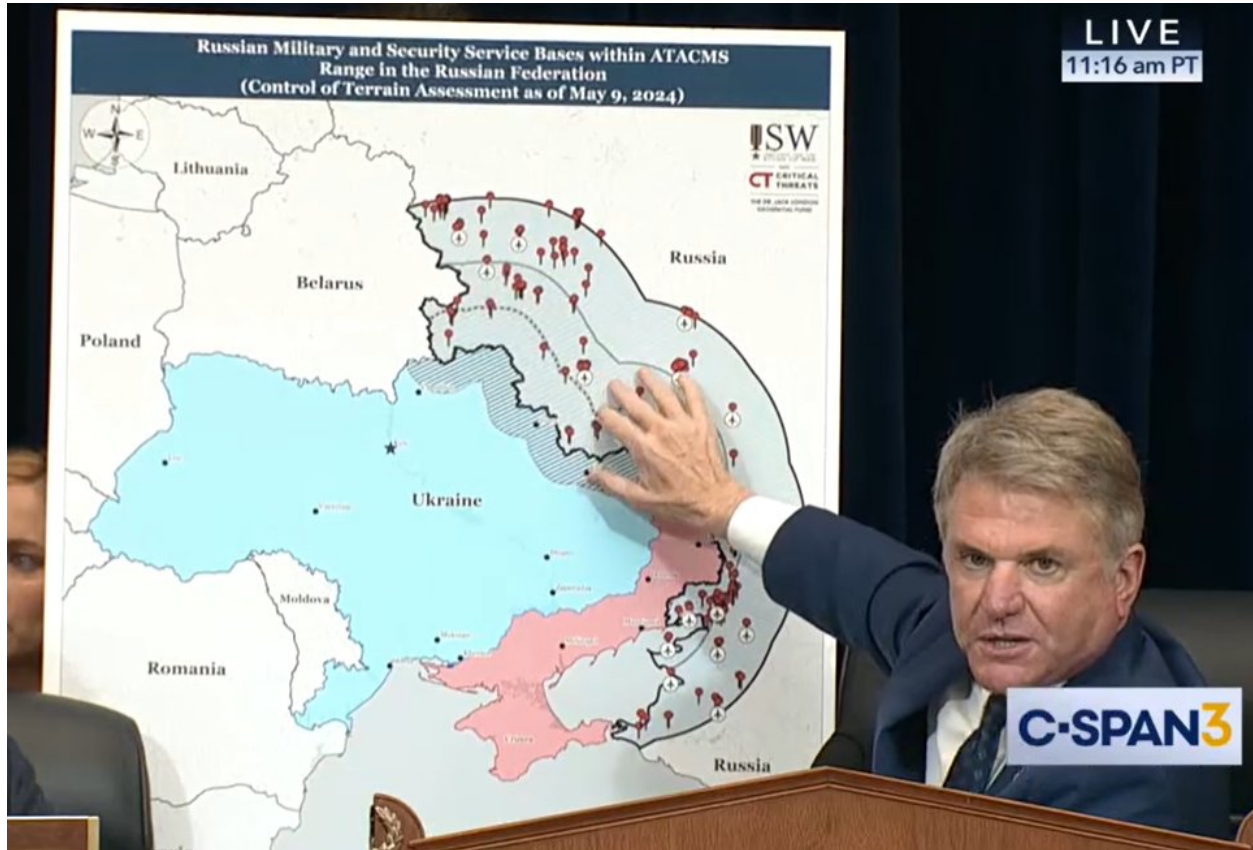 LIVE
11:16 am PT
Russian Military and Security Service Bases within ATACMS
Range in the Russian Federation
(Control of Terrain Assessment as of May 9, 2024)
N
W E
S
ISW
CT CRITICAL
THREATS
Lithuania
Russia
Belarus
Poland
Ukraine
Moldova
Romania
Crimea
Russia
C-SPAN3